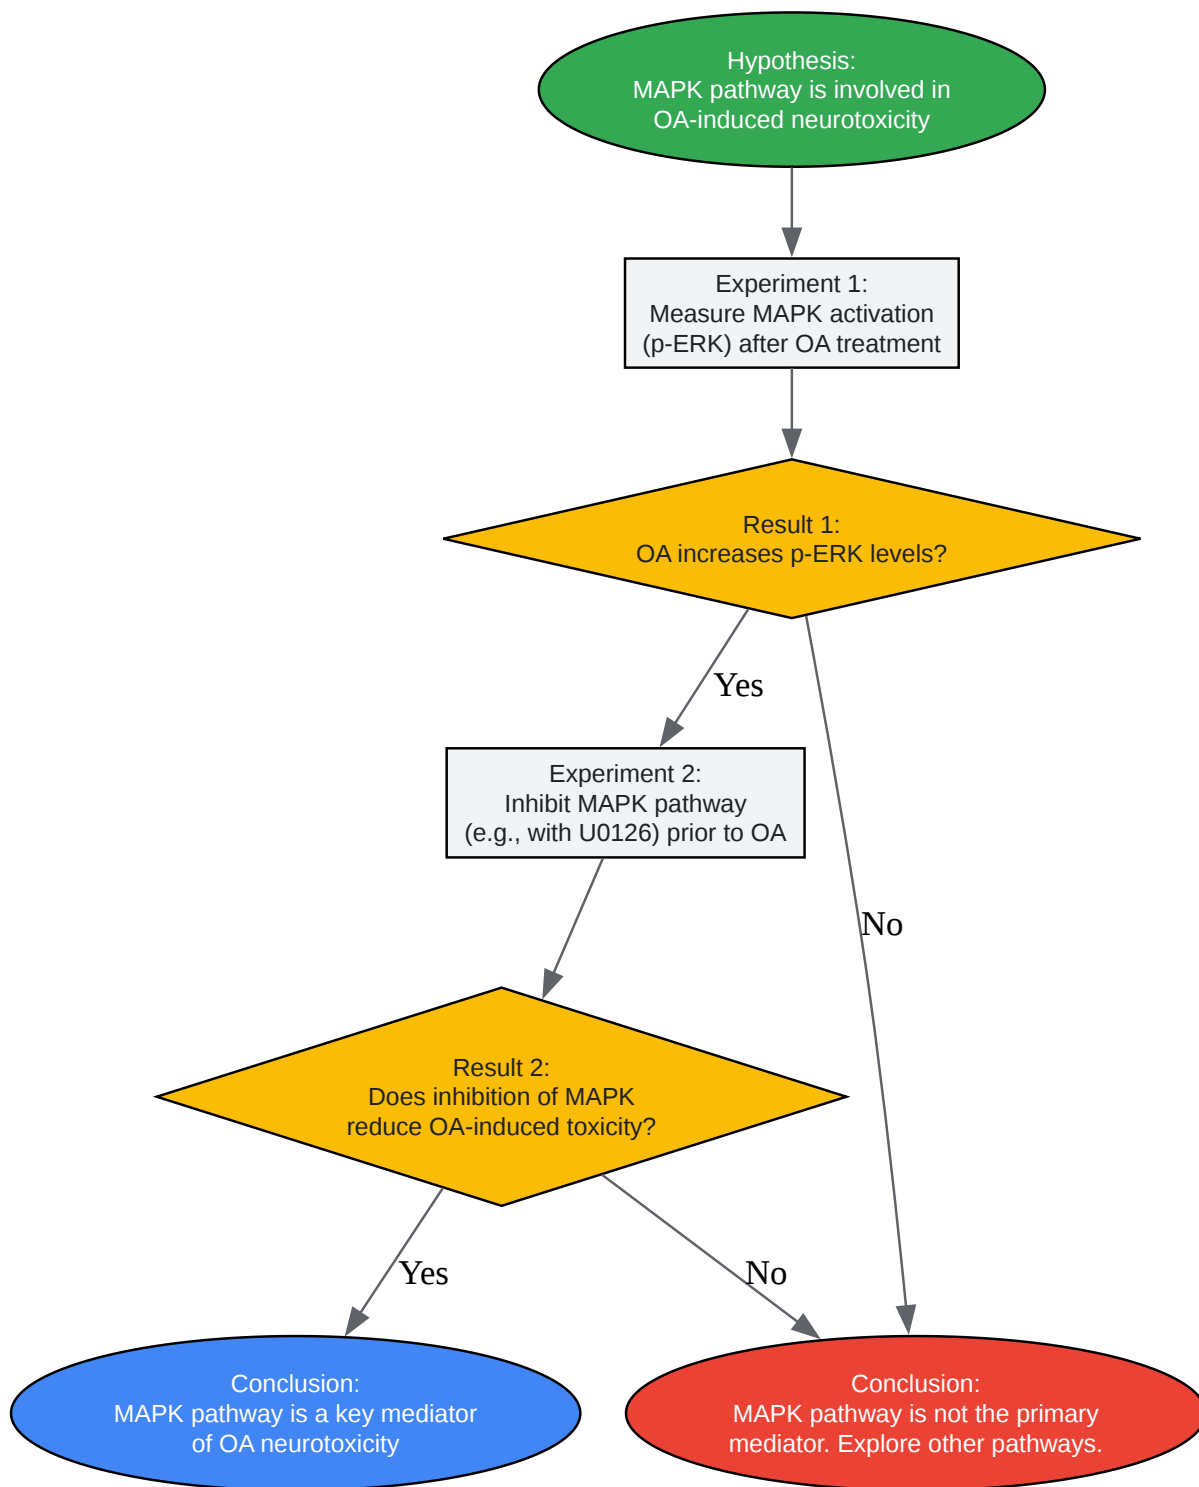 Hypothesis:
MAPK pathway is involved in
OA-induced neurotoxicity
Experiment 1:
Measure MAPK activation
(p-ERK) after OA treatment
Result 1:
OA increases p-ERK levels?
Yes
Experiment 2:
Inhibit MAPK pathway
(e.g., with U0126) prior to OA
No
Result 2:
Does inhibition of MAPK
reduce OA-induced toxicity?
Yes
No
Conclusion:
MAPK pathway is a key mediator
of OA neurotoxicity
Conclusion:
MAPK pathway is not the primary
mediator. Explore other pathways.